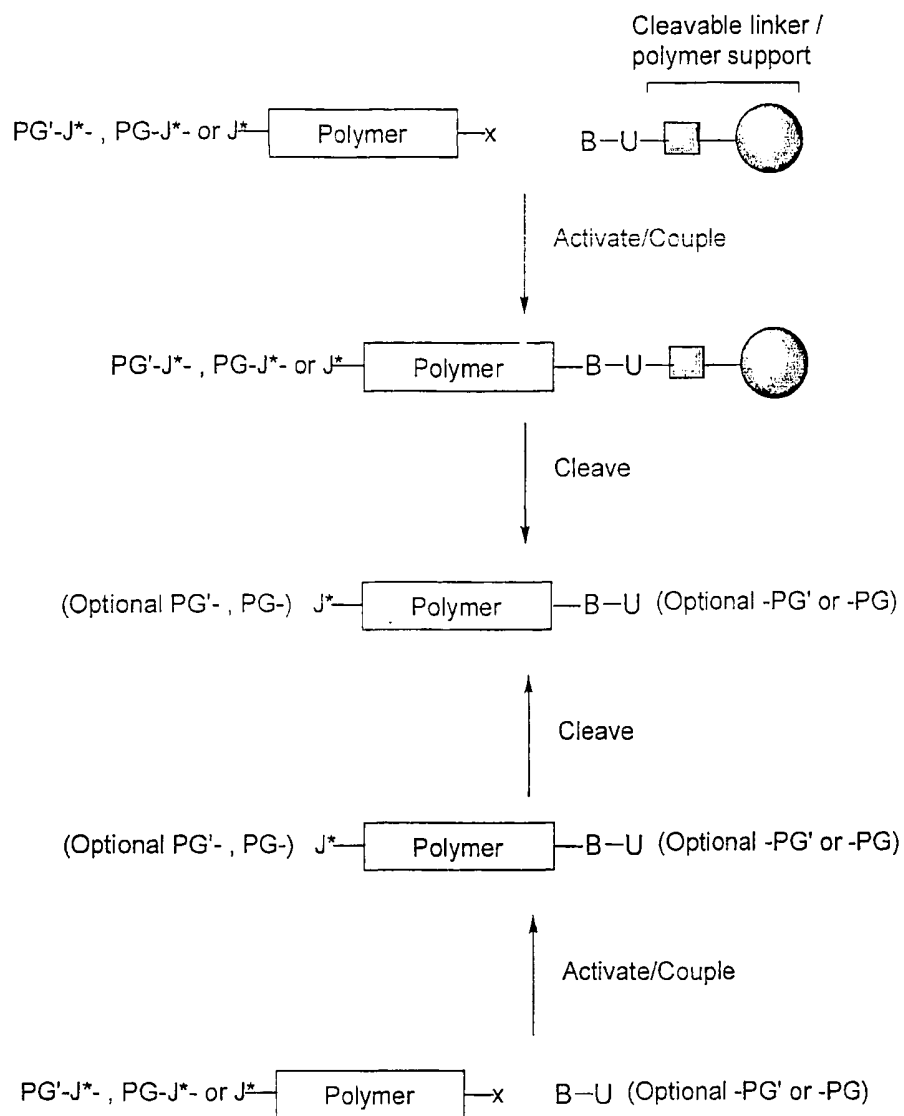 Cleavable linker /
polymer support
PG'-J*- , PG-J*- or J* Polymer x B-U
Activate/Couple
PG'-J*- , PG-J*- or J* Polymer B-U
Cleave
(Optional PG'- , PG-) J* Polymer B-U (Optional -PG' or -PG)
Cleave
(Optional PG'- , PG-) J* Polymer B-U (Optional -PG' or -PG)
Activate/Couple
PG'-J*- , PG-J*- or J* Polymer x B-U (Optional -PG' or -PG)